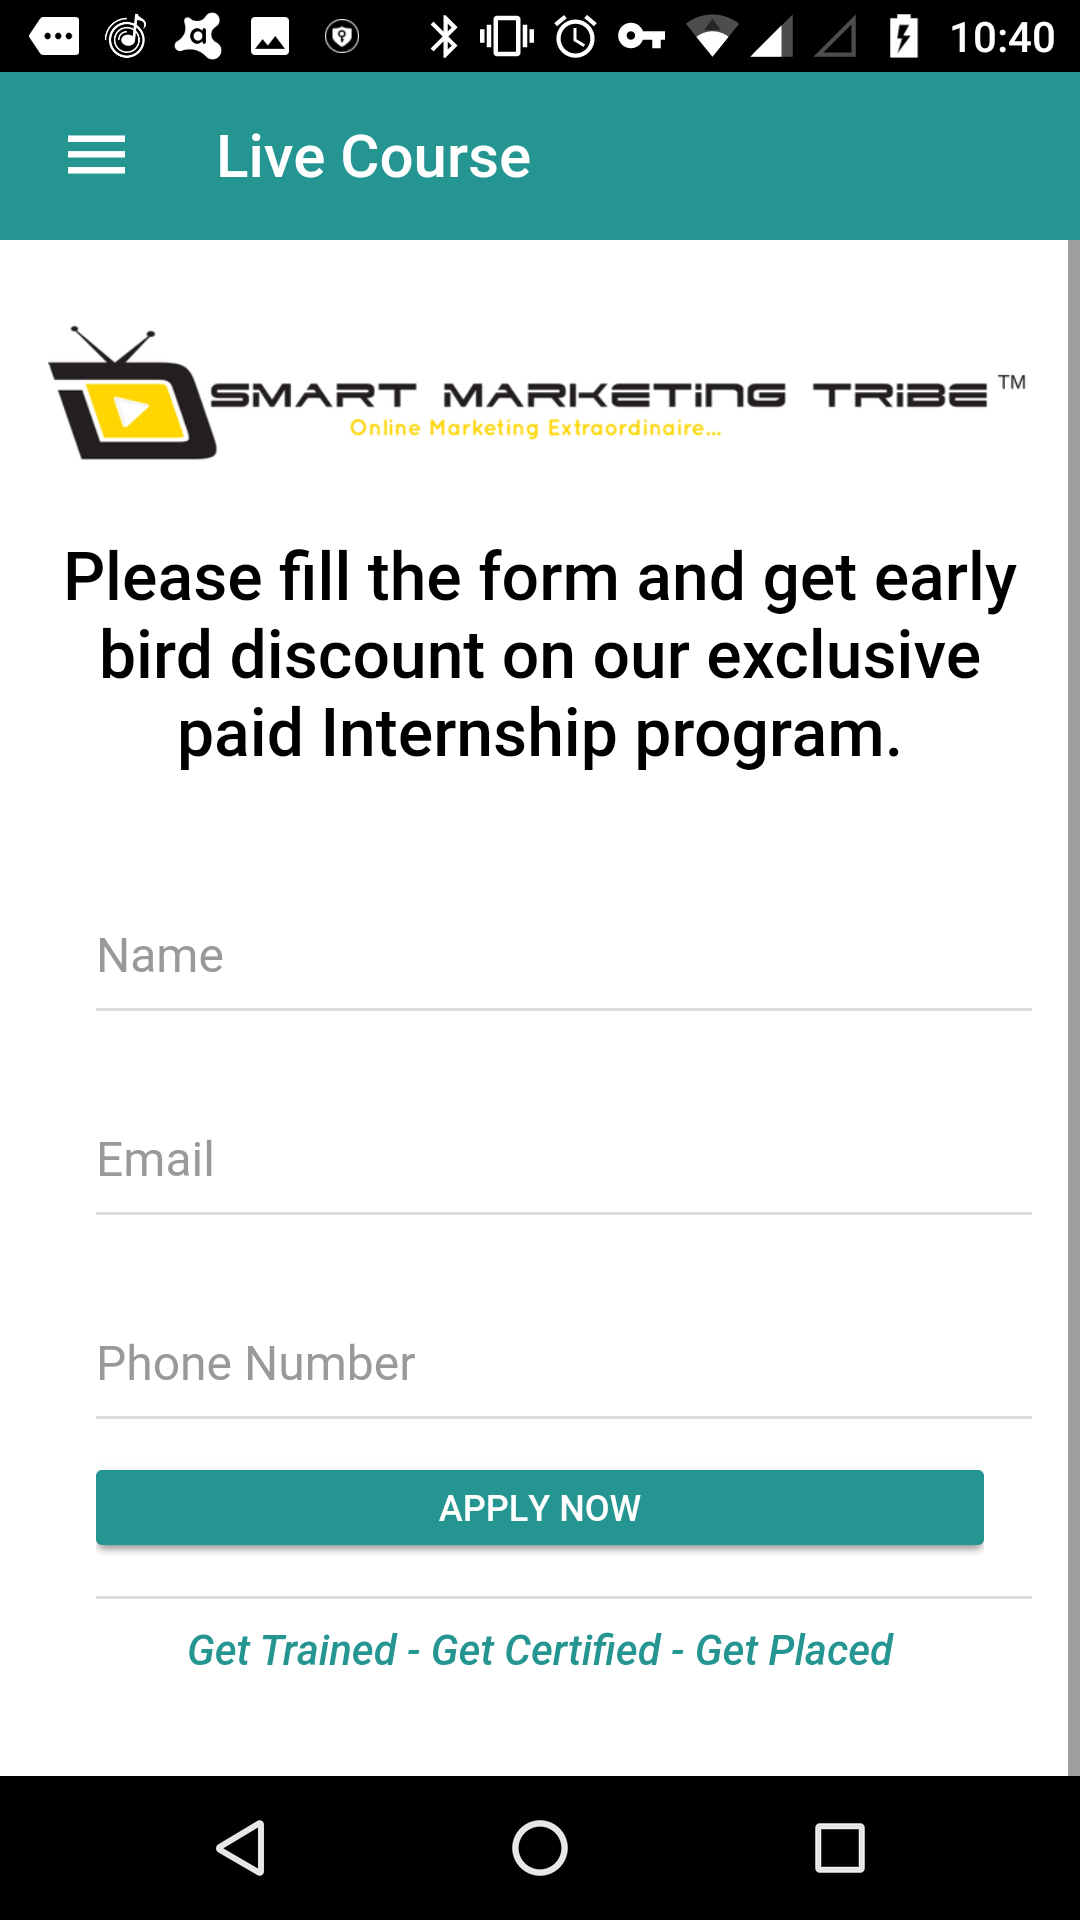 10:40
Live Course
SMART MARKETING TRIBE™
Online Marketing Extraordinaire...
Please fill the form and get early
bird discount on our exclusive
paid Internship program.
Name
Email
Phone Number
APPLY NOW
Get Trained - Get Certified - Get Placed